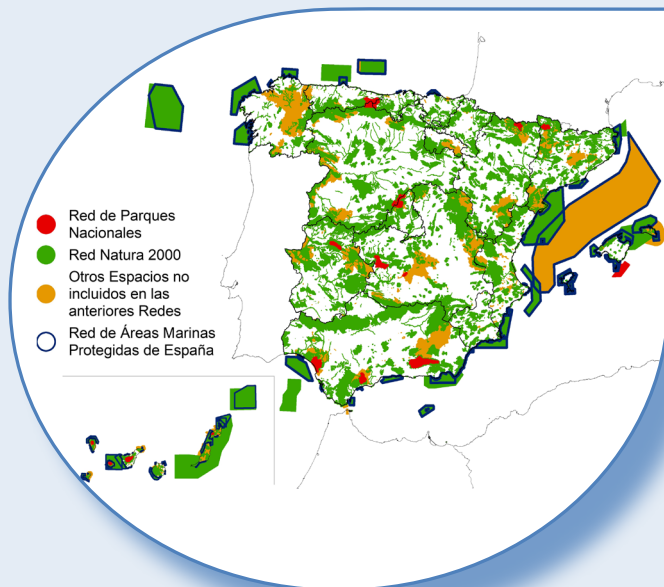 Red de Parques
Nacionales
Red Natura 2000
Otros Espacios no
incluidos en las
anteriores Redes
Red de Áreas Marinas
Protegidas de España